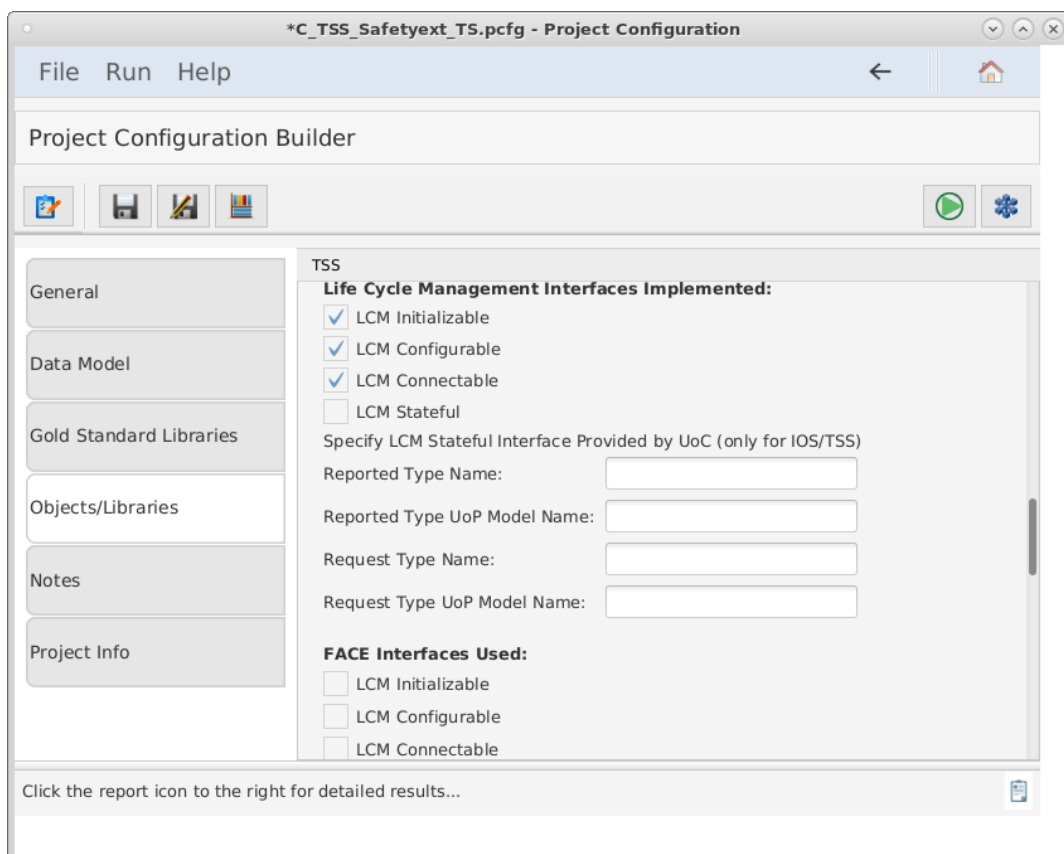 *C_TSS_Safetyext_TS.pcfg - Project Configuration
File Run Help
Project Configuration Builder
General
Data Model
Gold Standard Libraries
Objects/Libraries
Notes
Project Info
TSS
Life Cycle Management Interfaces Implemented:
LCM Initializable
LCM Configurable
LCM Connectable
LCM Stateful
Specify LCM Stateful Interface Provided by UoC (only for IOS/TSS)
Reported Type Name:
Reported Type UoP Model Name:
Request Type Name:
Request Type UoP Model Name:
FACE Interfaces Used:
LCM Initializable
LCM Configurable
LCM Connectable
Click the report icon to the right for detailed results...